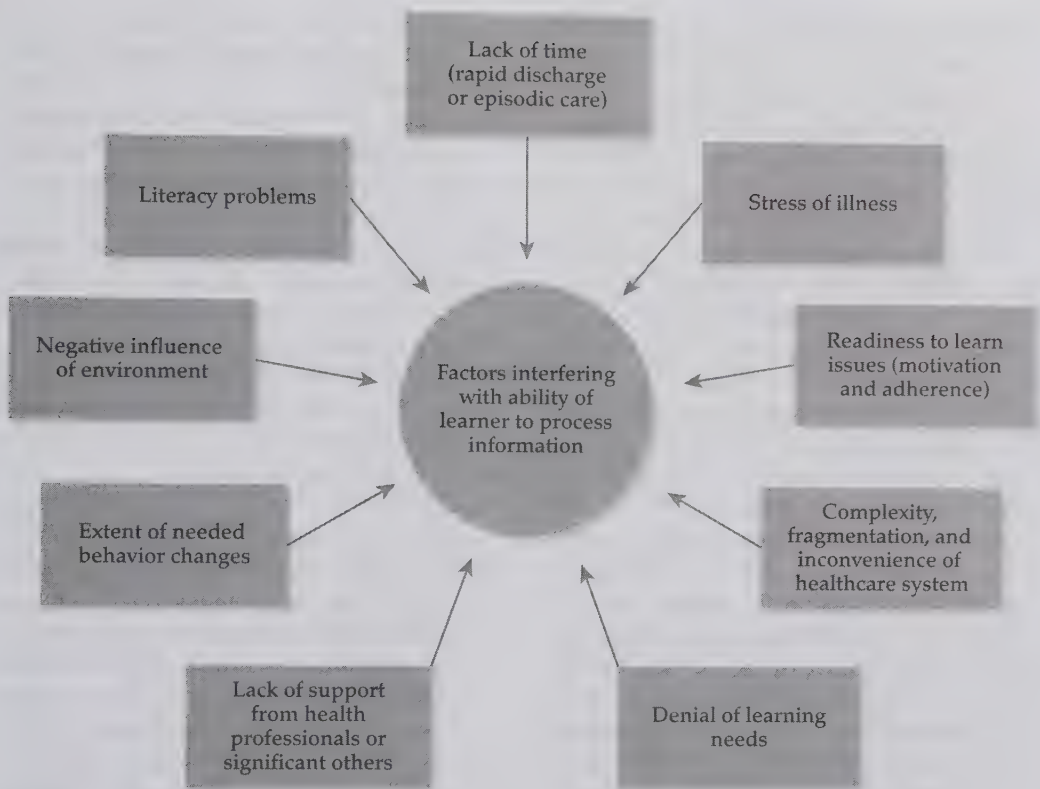 Lack of time
(rapid discharge
or episodic care)
Literacy problems
Stress of illness
Negative influence
of environment
Factors interfering
with ability of
learner to process
information
Readiness to learn
issues (motivation
and adherence)
Extent of needed
behavior changes
Complexity,
fragmentation, and
inconvenience of
healthcare system
Lack of support
from health
professionals or
significant others
Denial of learning
needs